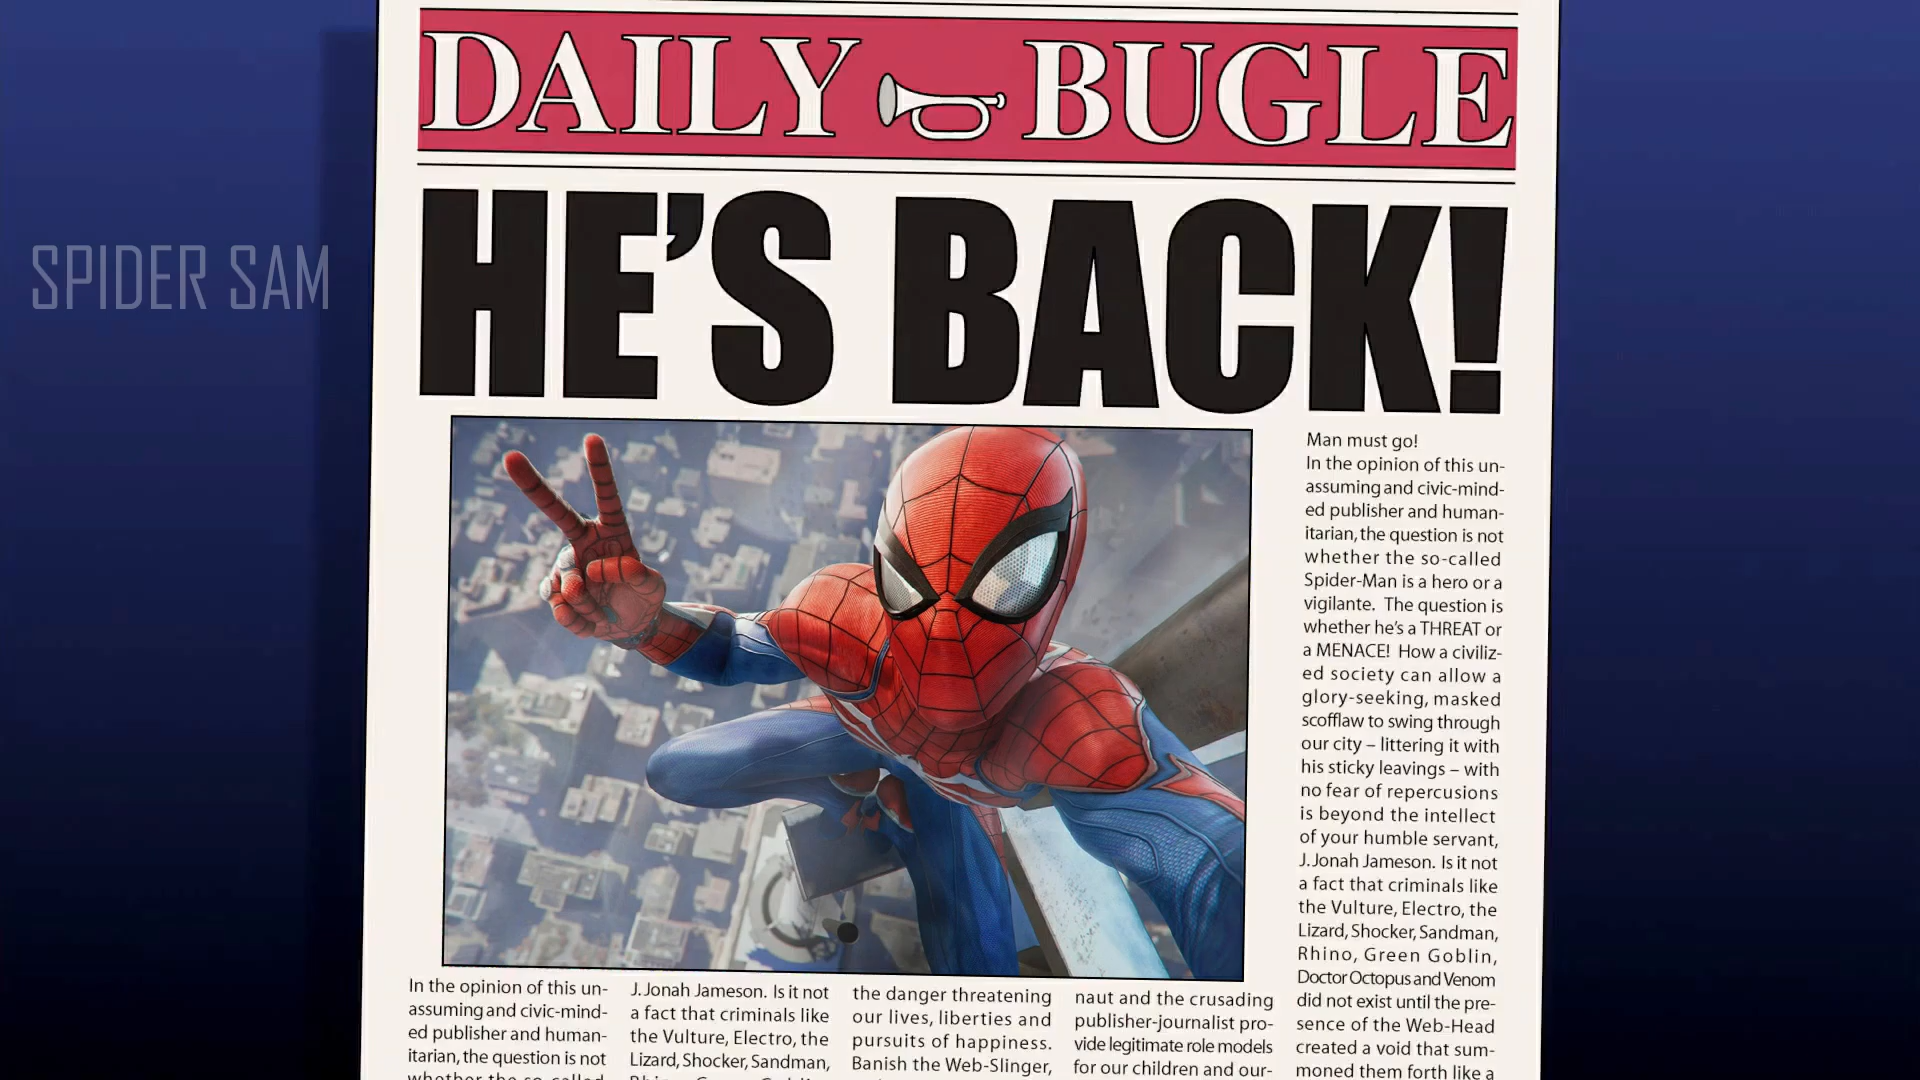 DAILY BUGLE
HE'S BACK!
SPIDER SAM
Man must go!
In the opinion of this un-
assuming and civic-mind-
ed publisher and human-
itarian, the question is not
whether the so-called
Spider-Man is a hero or a
vigilante. The question is
whether he's a THREAT or
a MENACE! How a civiliz-
ed society can allow a
glory-seeking, masked
scofflaw to swing through
our city – littering it with
his sticky leavings – with
no fear of repercusions
is beyond the intellect
of your humble servant,
J. Jonah Jameson. Is it not
a fact that criminals like
the Vulture, Electro, the
Lizard, Shocker, Sandman,
Rhino, Green Goblin,
Doctor Octopus and Venom
did not exist until the pre-
sence of the Web-Head
created a void that sum-
moned them forth like a
In the opinion of this un-
assuming and civic-mind-
ed publisher and human-
itarian, the question is not
whether the so-called
J. Jonah Jameson. Is it not
a fact that criminals like
the Vulture, Electro, the
Lizard, Shocker, Sandman,
the danger threatening
our lives, liberties and
pursuits of happiness.
Banish the Web-Slinger,
naut and the crusading
publisher-journalist pro-
vide legitimate role models
for our children and our-